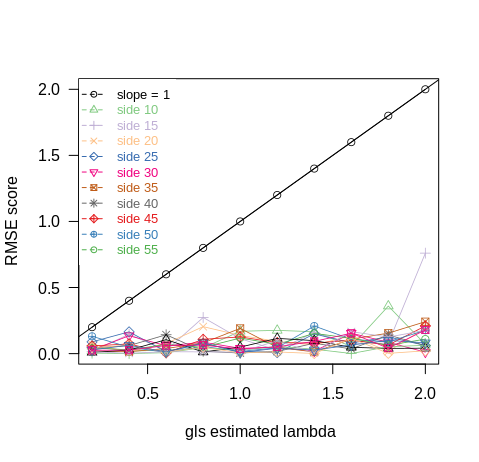 2.0
1.5
1.0
0.5
0.0
RMSE score
slope = 1
side 10
side 15
side 20
side 25
side 30
side 35
side 40
side 45
side 50
side 55
0.5 1.0 1.5 2.0
gls estimated lambda